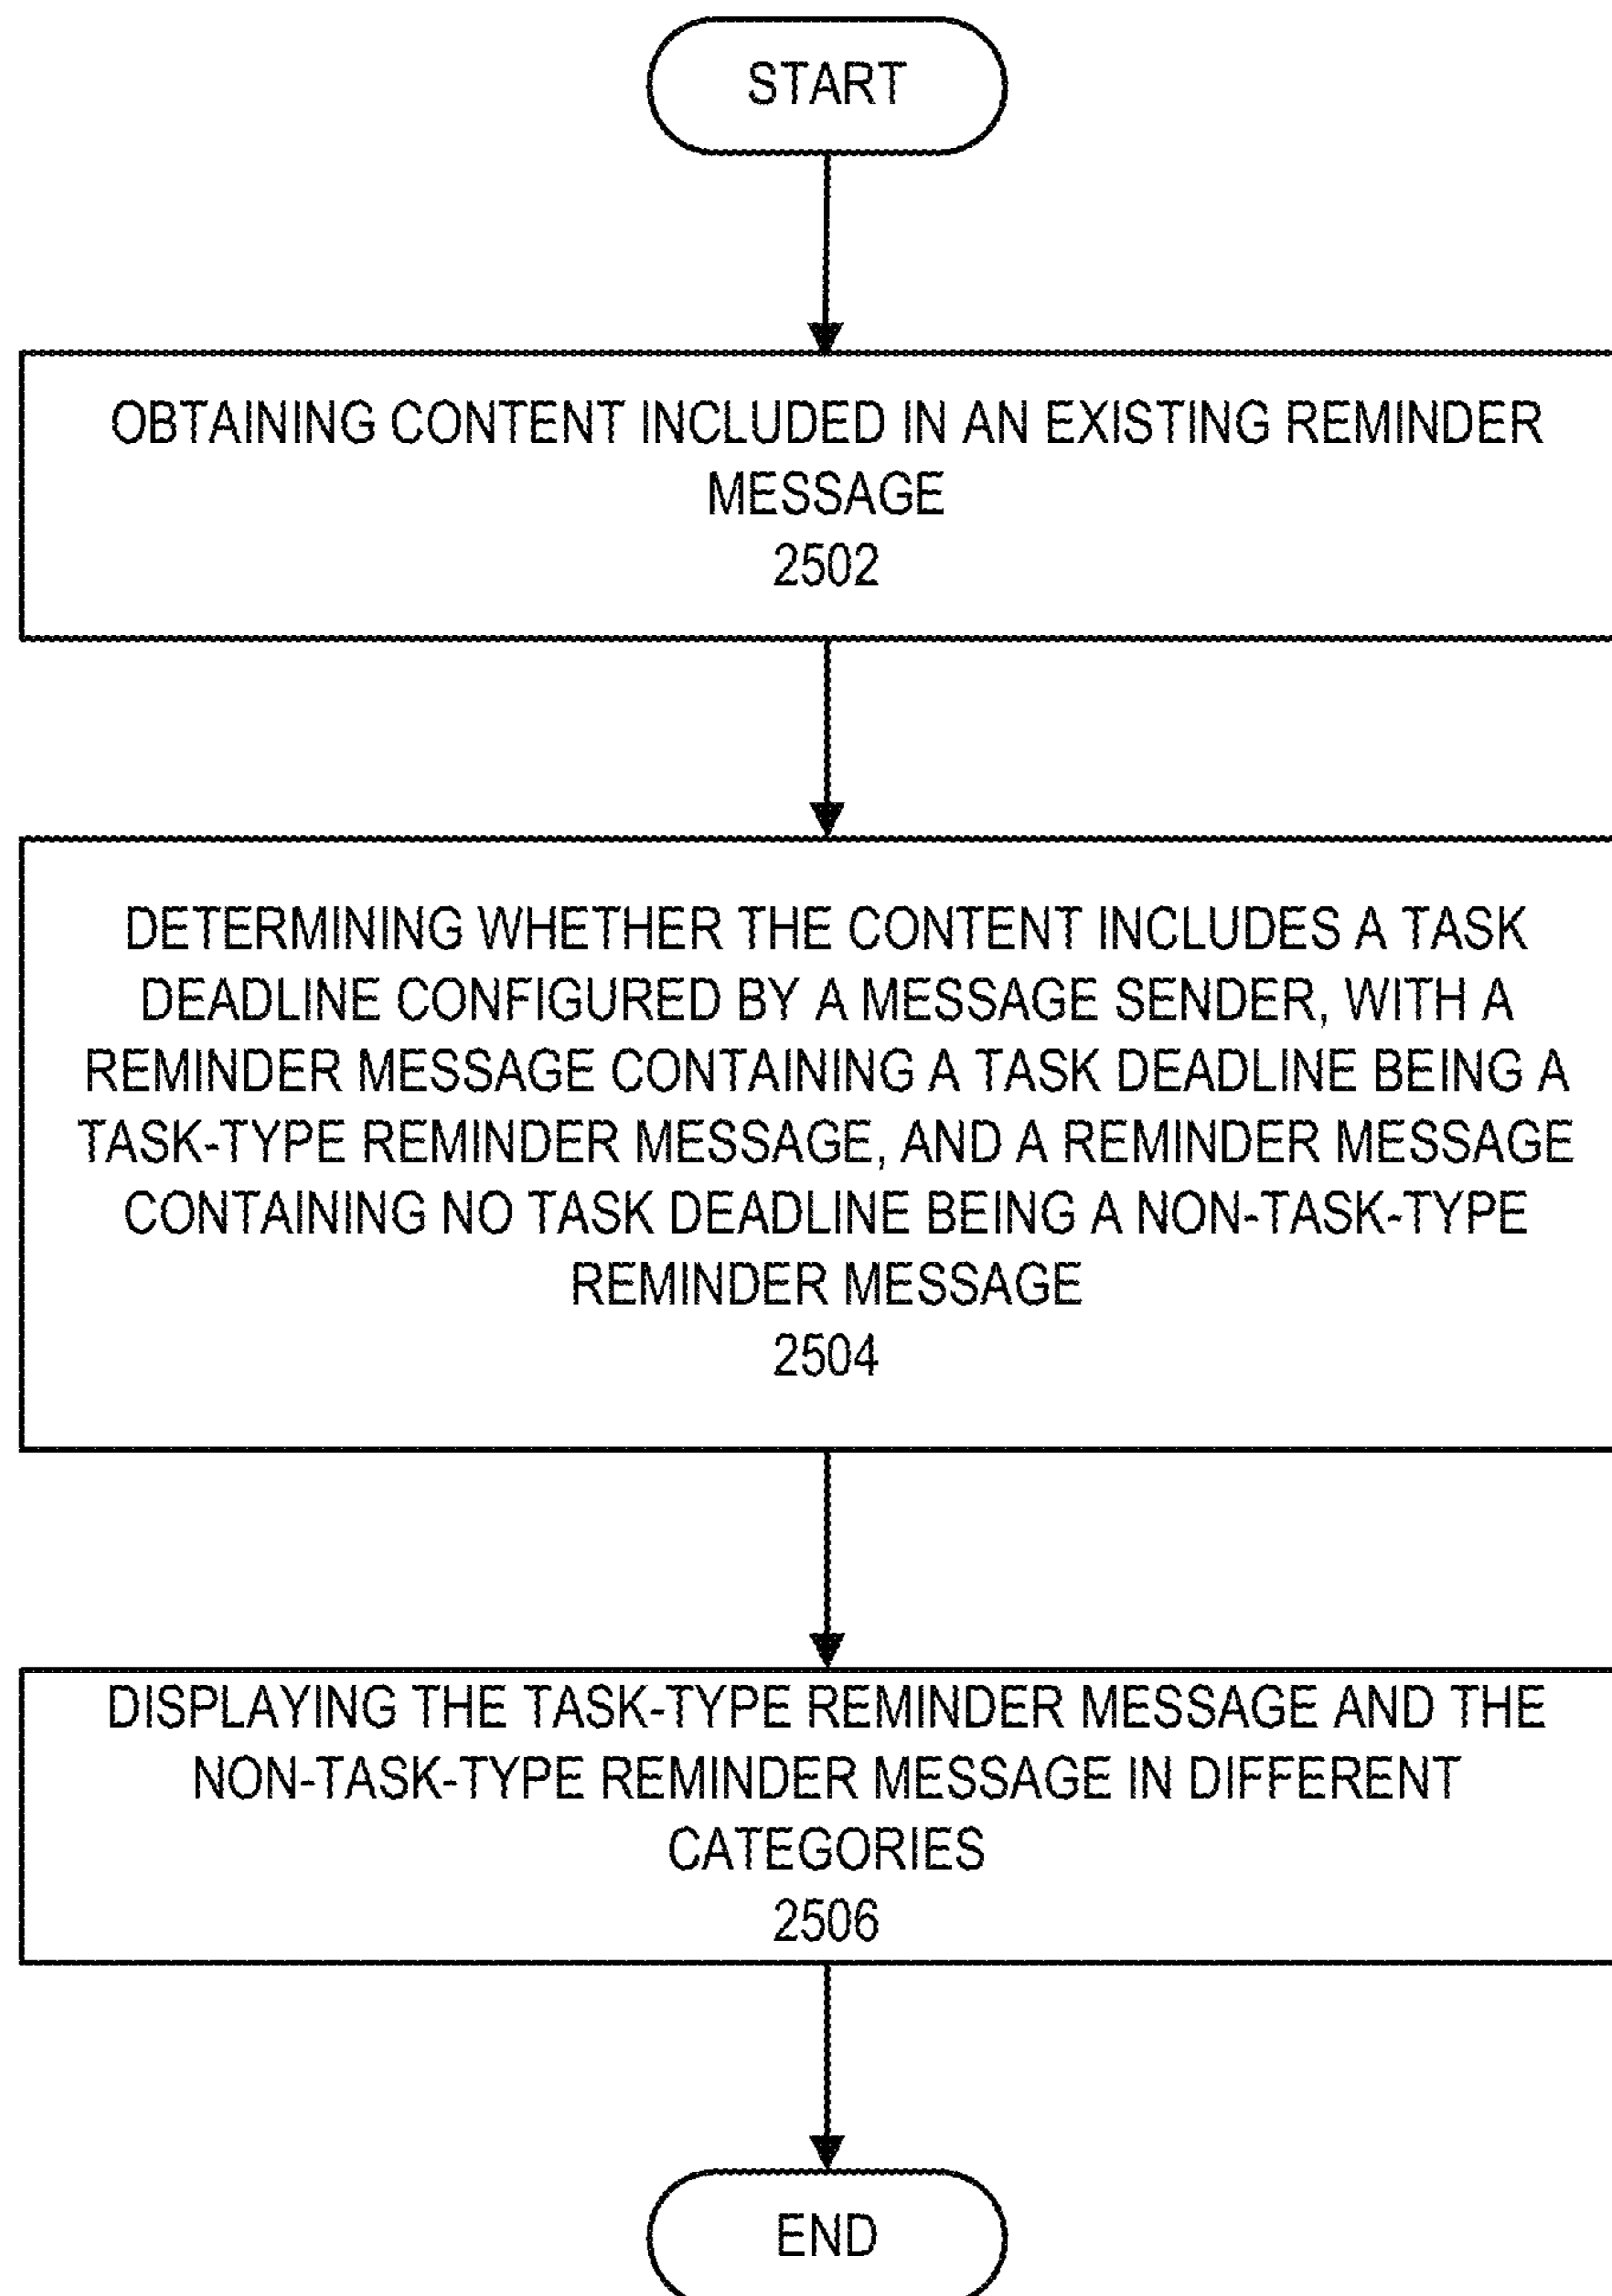 START
OBTAINING CONTENT INCLUDED IN AN EXISTING REMINDER
MESSAGE
2502
DETERMINING WHETHER THE CONTENT INCLUDES A TASK
DEADLINE CONFIGURED BY A MESSAGE SENDER, WITH A
REMINDER MESSAGE CONTAINING A TASK DEADLINE BEING A
TASK-TYPE REMINDER MESSAGE, AND A REMINDER MESSAGE
CONTAINING NO TASK DEADLINE BEING A NON-TASK-TYPE
REMINDER MESSAGE
2504
DISPLAYING THE TASK-TYPE REMINDER MESSAGE AND THE
NON-TASK-TYPE REMINDER MESSAGE IN DIFFERENT
CATEGORIES
2506
END